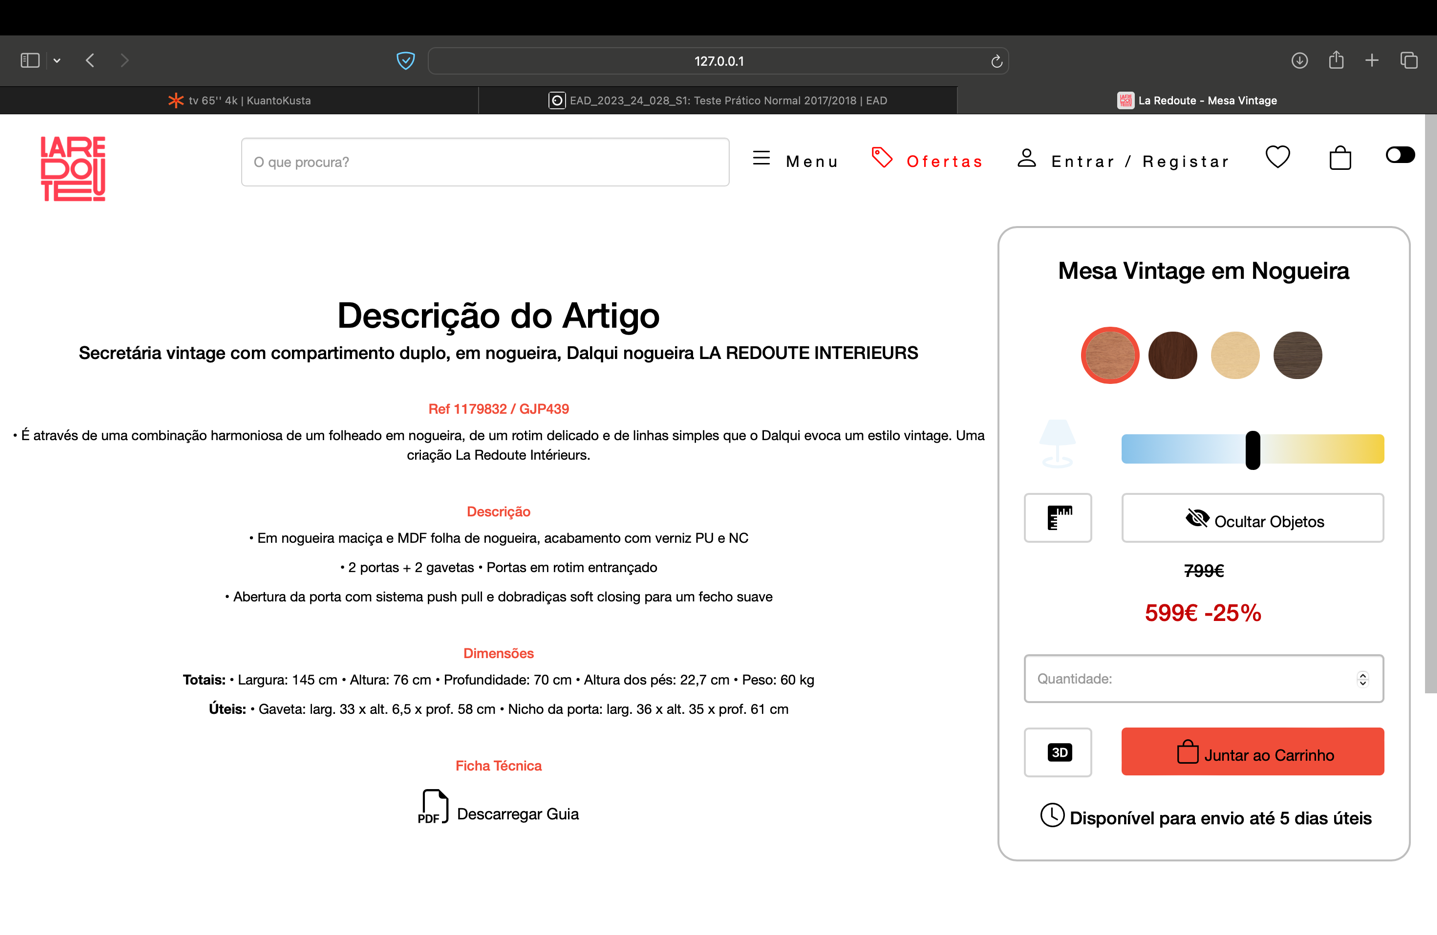 127.0.0.1
tv 65'' 4k | KuantoKusta
EAD_2023_24_028_S1: Teste Prático Normal 2017/2018 | EAD
La Redoute - Mesa Vintage
LA RE
DOU
TE
O que procura?
Menu
Ofertas
Entrar / Registar
Descrição do Artigo
Secretária vintage com compartimento duplo, em nogueira, Dalqui nogueira LA REDOUTE INTERIEURS
Ref 1179832 / GJP439
• É através de uma combinação harmoniosa de um folheado em nogueira, de um rotim delicado e de linhas simples que o Dalqui evoca um estilo vintage. Uma
criação La Redoute Intérieurs.
Descrição
• Em nogueira maciça e MDF folha de nogueira, acabamento com verniz PU e NC
• 2 portas + 2 gavetas • Portas em rotim entrançado
• Abertura da porta com sistema push pull e dobradiças soft closing para um fecho suave
Dimensões
Totais: • Largura: 145 cm • Altura: 76 cm • Profundidade: 70 cm • Altura dos pés: 22,7 cm • Peso: 60 kg
Úteis: • Gaveta: larg. 33 x alt. 6,5 x prof. 58 cm • Nicho da porta: larg. 36 x alt. 35 x prof. 61 cm
Ficha Técnica
PDF Descarregar Guia
Mesa Vintage em Nogueira
Ocultar Objetos
799€
599€ -25%
Quantidade:
3D
Juntar ao Carrinho
Disponível para envio até 5 dias úteis